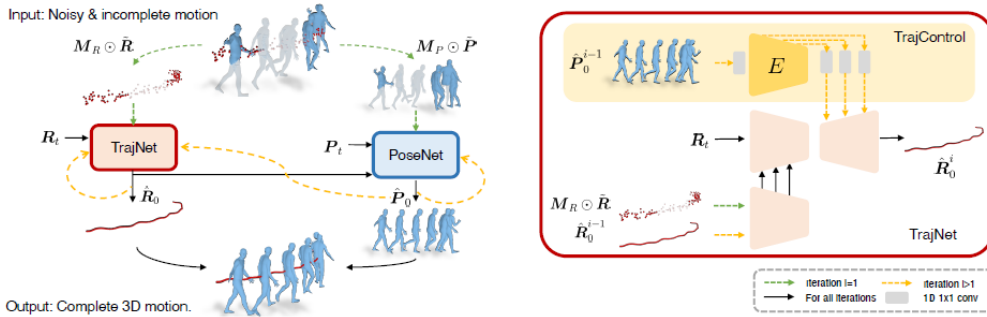 Input: Noisy & incomplete motion
M_R ⊙ R̃
M_P ⊙ P̃
R_t
TrajNet
P_t
PoseNet
R̂_0
P̂_0
Output: Complete 3D motion.
TrajControl
P̂_0^{i-1}
E
R_t
R̂_0^i
M_R ⊙ R̃
R̂_0^{i-1}
TrajNet
iteration I=1
iteration I>1
For all iterations
1D 1x1 conv